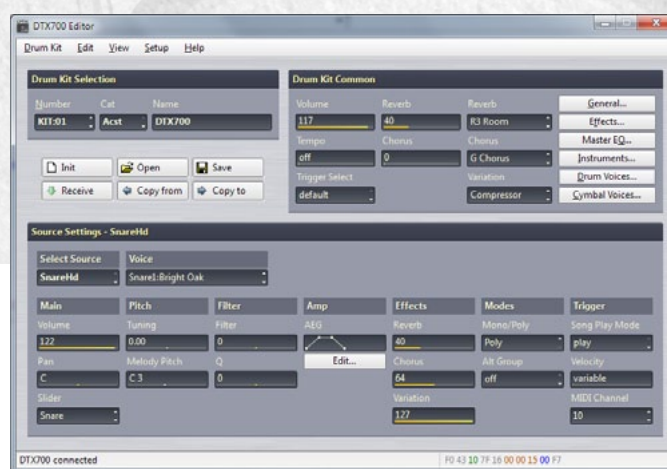 DTX700 Editor
Drum Kit Edit View Setup Help
Drum Kit Selection
Number Cat Name
KIT:01 Acst DTX700
Init Open Save
Receive Copy from Copy to
Drum Kit Common
Volume Reverb Reverb General...
117 40 R3 Room Effects...
Tempo Chorus Chorus Master EQ...
off 0 G Chorus Instruments...
Trigger Select Variation Drum Voices...
default Compressor Cymbal Voices...
Source Settings - SnareHd
Select Source Voice
SnareHd Snare1:Bright Oak
Main Pitch Filter Amp Effects Modes Trigger
Volume Tuning Filter AEG Reverb Mono/Poly Song Play Mode
122 0.00 0 40 Poly play
Pan Melody Pitch Q Edit... Chorus Alt Group Velocity
C C 3 0 64 off variable
Slider Variation MIDI Channel
Snare 127 10
DTX700 connected F0 43 10 7F 16 00 00 15 00 F7